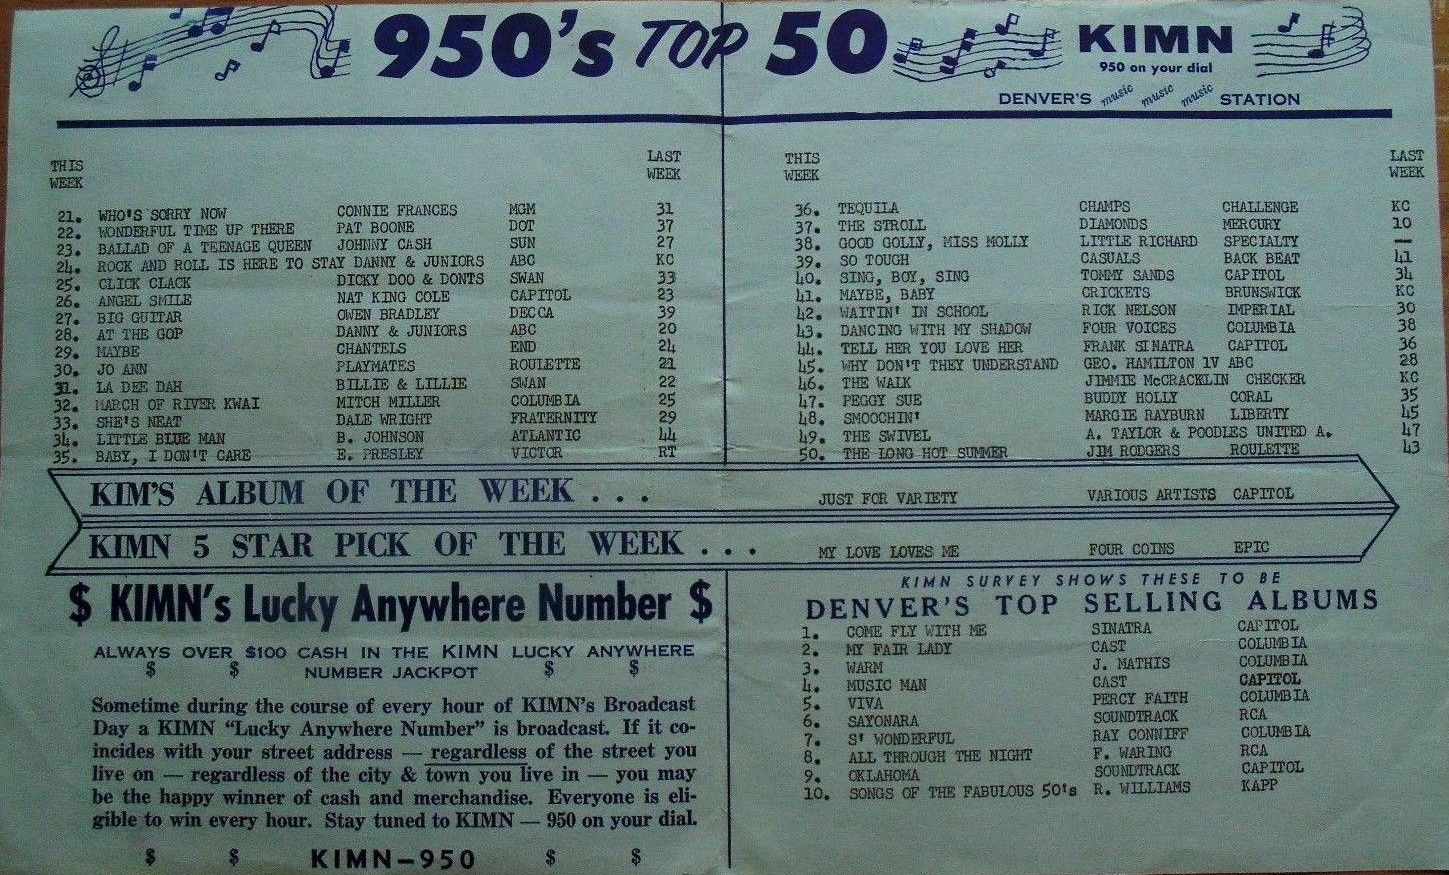 950's TOP 50
KIMN
950 on your dial
DENVER'S music music music STATION
THIS WEEK LAST WEEK
21. WHO'S SORRY NOW CONNIE FRANCES MGM 31
22. WONDERFUL TIME UP THERE PAT BOONE DOT 37
23. BALLAD OF A TEENAGE QUEEN JOHNNY CASH SUN 27
24. ROCK AND ROLL IS HERE TO STAY DANNY & JUNIORS ABC KC
25. CLICK CLACK DICKY DOO & DONTS SWAN 33
26. ANGEL SMILE NAT KING COLE CAPITOL 23
27. BIG GUITAR OWEN BRADLEY DECCA 39
28. AT THE GOP DANNY & JUNIORS ABC 20
29. MAYBE CHANTELS END 24
30. JO ANN PLAYMATES ROULETTE 21
31. LA DEE DAH BILLIE & LILLIE SWAN 22
32. MARCH OF RIVER KWAI MITCH MILLER COLUMBIA 25
33. SHE'S NEAT DALE WRIGHT FRATERNITY 29
34. LITTLE BLUE MAN B. JOHNSON ATLANTIC 44
35. BABY, I DON'T CARE E. PRESLEY VICTOR RT
THIS WEEK LAST WEEK
36. TEQUILA CHAMPS CHALLENGE KC
37. THE STROLL DIAMONDS MERCURY 10
38. GOOD GOLLY, MISS MOLLY LITTLE RICHARD SPECIALTY —
39. SO TOUGH CASUALS BACK BEAT 41
40. SING, BOY, SING TOMMY SANDS CAPITOL 34
41. MAYBE, BABY CRICKETS BRUNSWICK KC
42. WAITIN' IN SCHOOL RICK NELSON IMPERIAL 30
43. DANCING WITH MY SHADOW FOUR VOICES COLUMBIA 38
44. TELL HER YOU LOVE HER FRANK SINATRA CAPITOL 36
45. WHY DON'T THEY UNDERSTAND GEO. HAMILTON 1V ABC 28
46. THE WALK JIMMIE McCRACKLIN CHECKER KC
47. PEGGY SUE BUDDY HOLLY CORAL 35
48. SMOOCHIN' MARGIE RAYBURN LIBERTY 45
49. THE SWIVEL A. TAYLOR & POODLES UNITED A. 47
50. THE LONG HOT SUMMER JIM RODGERS ROULETTE 43
KIM'S ALBUM OF THE WEEK . . . JUST FOR VARIETY VARIOUS ARTISTS CAPITOL
KIMN 5 STAR PICK OF THE WEEK . . . MY LOVE LOVES ME FOUR COINS EPIC
$ KIMN's Lucky Anywhere Number $
ALWAYS OVER $100 CASH IN THE KIMN LUCKY ANYWHERE
$ $ NUMBER JACKPOT $ $
Sometime during the course of every hour of KIMN's Broadcast
Day a KIMN "Lucky Anywhere Number" is broadcast. If it co-
incides with your street address — regardless of the street you
live on — regardless of the city & town you live in — you may
be the happy winner of cash and merchandise. Everyone is eli-
gible to win every hour. Stay tuned to KIMN — 950 on your dial.
$ $ KIMN—950 $ $
KIMN SURVEY SHOWS THESE TO BE
DENVER'S TOP SELLING ALBUMS
1. COME FLY WITH ME SINATRA CAPITOL
2. MY FAIR LADY CAST COLUMBIA
3. WARM J. MATHIS COLUMBIA
4. MUSIC MAN CAST CAPITOL
5. VIVA PERCY FAITH COLUMBIA
6. SAYONARA SOUNDTRACK RCA
7. S' WONDERFUL RAY CONNIFF COLUMBIA
8. ALL THROUGH THE NIGHT F. WARING RCA
9. OKLAHOMA SOUNDTRACK CAPITOL
10. SONGS OF THE FABULOUS 50's R. WILLIAMS KAPP